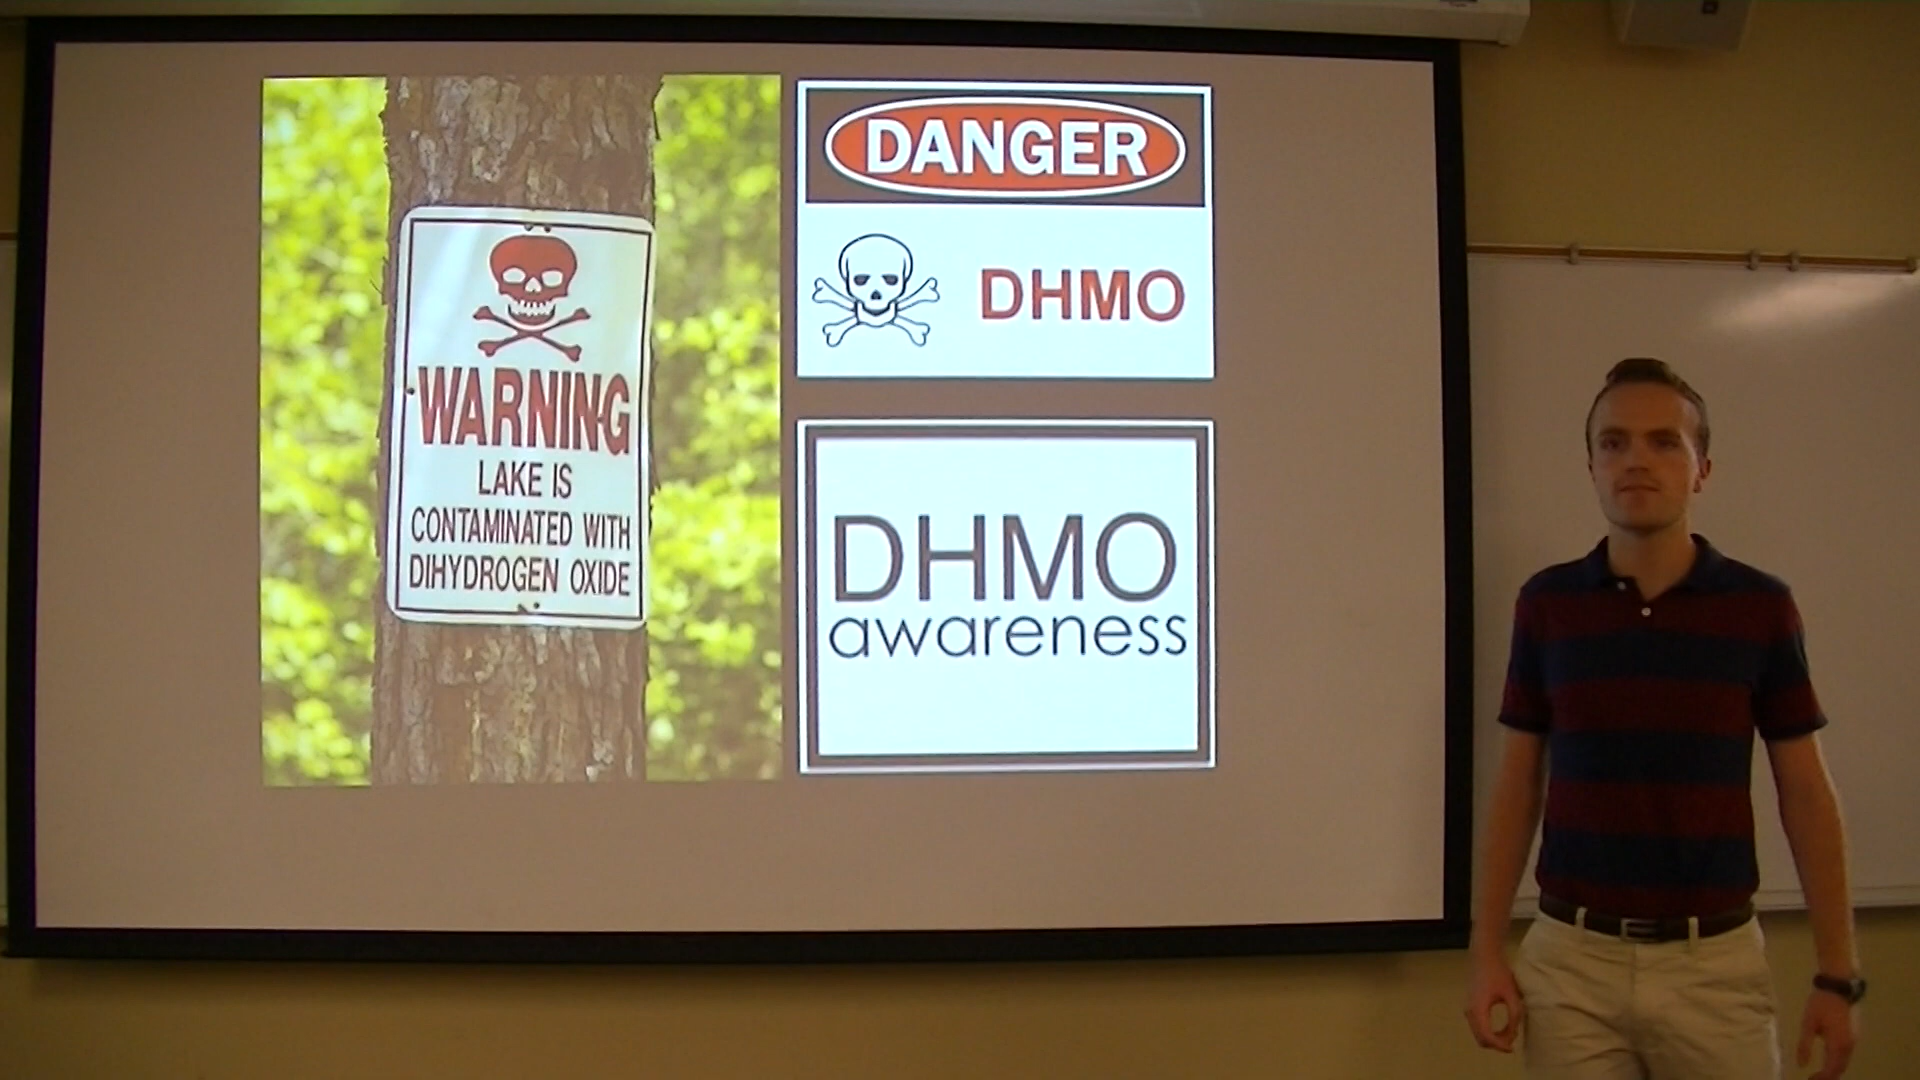 WARNING
LAKE IS
CONTAMINATED WITH
DIHYDROGEN OXIDE
DANGER
DHMO
DHMO
awareness